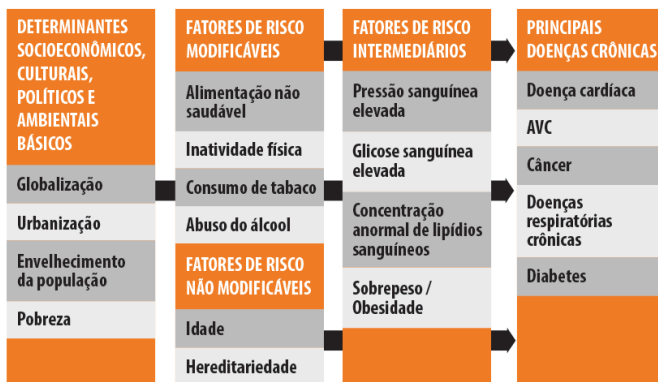 DETERMINANTES
SOCIOECONÔMICOS,
CULTURAIS,
POLÍTICOS E
AMBIENTAIS
BÁSICOS
Globalização
Urbanização
Envelhecimento
da população
Pobreza
FATORES DE RISCO
MODIFICÁVEIS
Alimentação não
saudável
Inatividade física
Consumo de tabaco
Abuso do álcool
FATORES DE RISCO
NÃO MODIFICÁVEIS
Idade
Hereditariedade
FATORES DE RISCO
INTERMEDIÁRIOS
Pressão sanguínea
elevada
Glicose sanguínea
elevada
Concentração
anormal de lipídios
sanguíneos
Sobrepeso /
Obesidade
PRINCIPAIS
DOENÇAS CRÔNICAS
Doença cardíaca
AVC
Câncer
Doenças
respiratórias
crônicas
Diabetes